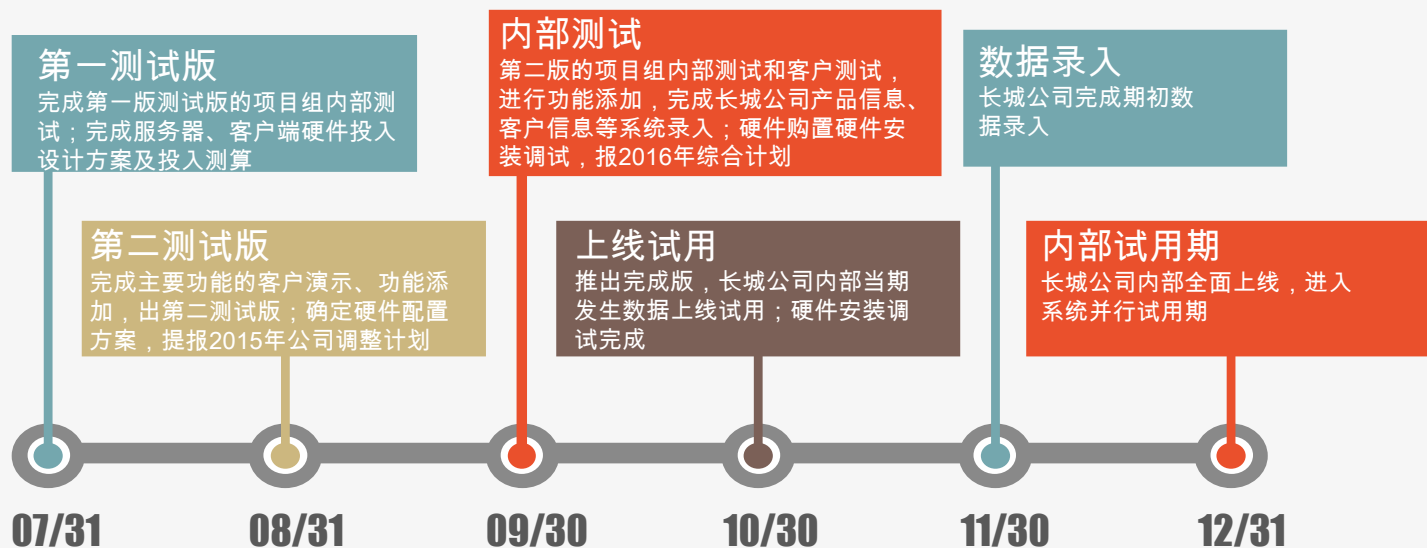 第一测试版
完成第一版测试版的项目组内部测
试；完成服务器、客户端硬件投入
设计方案及投入测算
内部测试
第二版的项目组内部测试和客户测试，
进行功能添加，完成长城公司产品信息、
客户信息等系统录入；硬件购置硬件安
装调试，报2016年综合计划
数据录入
长城公司完成期初数
据录入
第二测试版
完成主要功能的客户演示、功能添
加，出第二测试版；确定硬件配置
方案，提报2015年公司调整计划
上线试用
推出完成版，长城公司内部当期
发生数据上线试用；硬件安装调
试完成
内部试用期
长城公司内部全面上线，进入
系统并行试用期
07/31
08/31
09/30
10/30
11/30
12/31